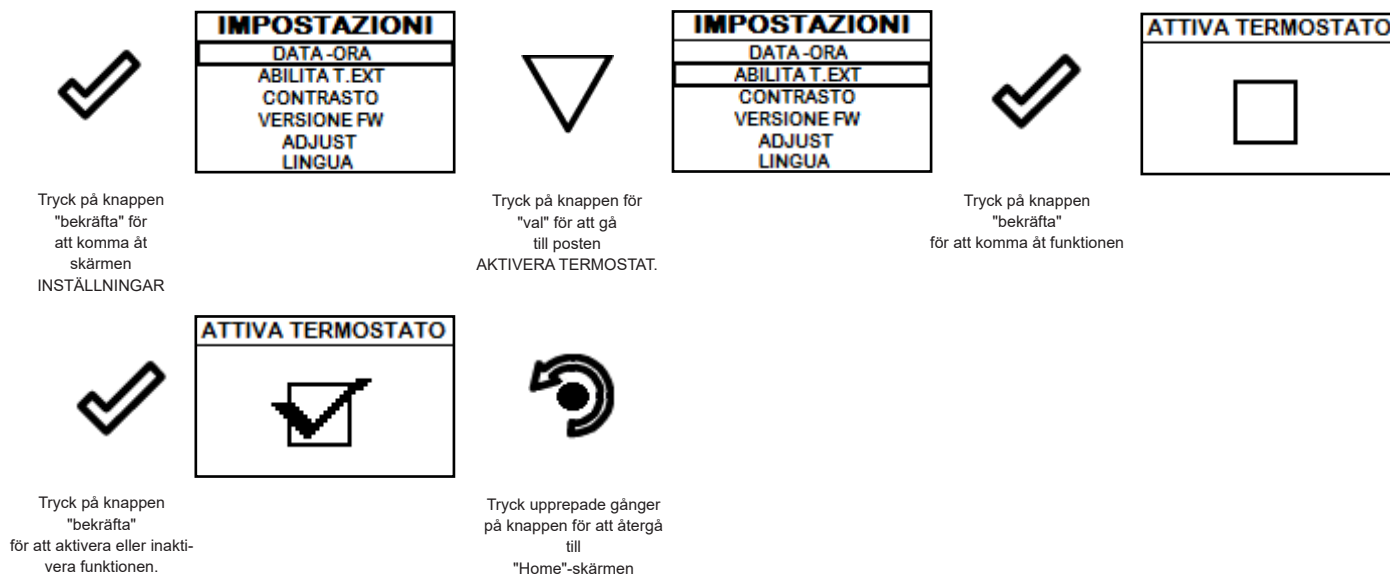 IMPOSTAZIONI
DATA-ORA
ABILITA T.EXT
CONTRASTO
VERSIONE FW
ADJUST
LINGUA
Tryck på knappen
"bekräfta" för
att komma åt
skärmen
INSTÄLLNINGAR
IMPOSTAZIONI
DATA-ORA
ABILITA T.EXT
CONTRASTO
VERSIONE FW
ADJUST
LINGUA
Tryck på knappen för
"val" för att gå
till posten
AKTIVERA TERMOSTAT.
ATTIVA TERMOSTATO
Tryck på knappen
"bekräfta"
för att komma åt funktionen
ATTIVA TERMOSTATO
Tryck på knappen
"bekräfta"
för att aktivera eller inakti-
vera funktionen.
Tryck upprepade gånger
på knappen för att återgå
till
"Home"-skärmen